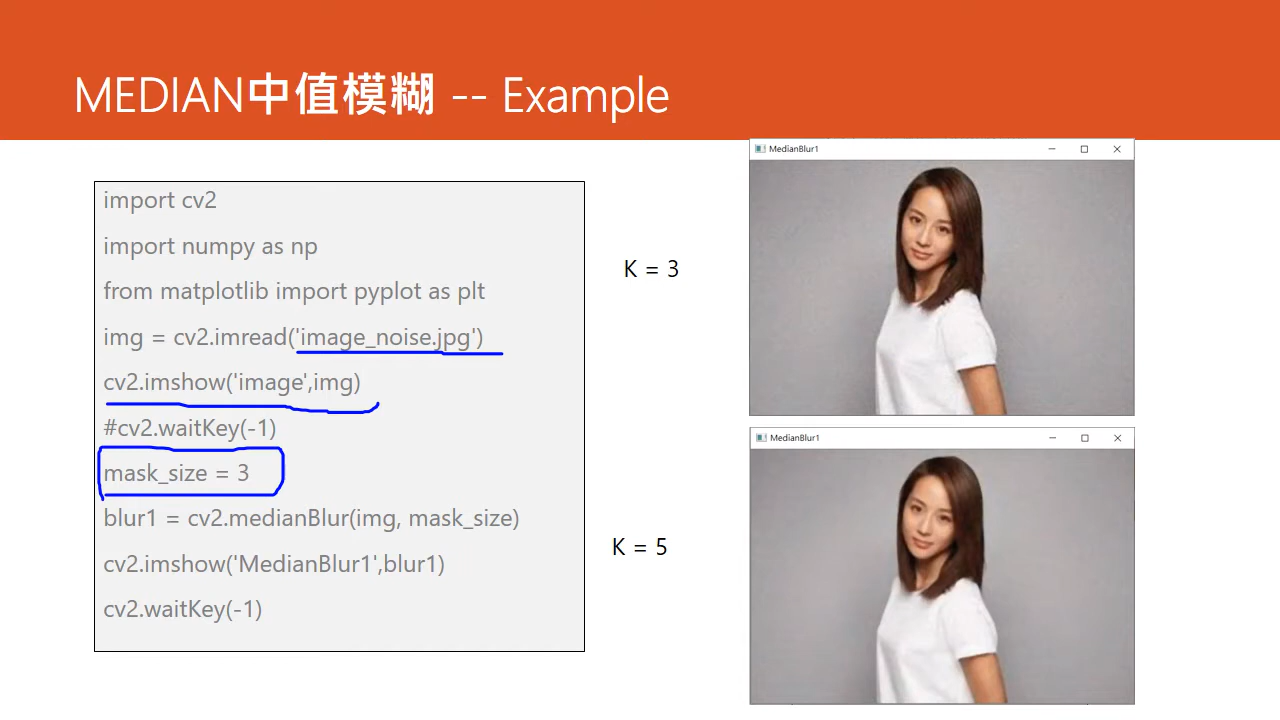 MEDIAN中值模糊 -- Example
import cv2
import numpy as np
from matplotlib import pyplot as plt
img = cv2.imread('image_noise.jpg')
cv2.imshow('image',img)
#cv2.waitKey(-1)
mask_size = 3
blur1 = cv2.medianBlur(img, mask_size)
cv2.imshow('MedianBlur1',blur1)
cv2.waitKey(-1)
K = 3
MedianBlur1
K = 5
MedianBlur1